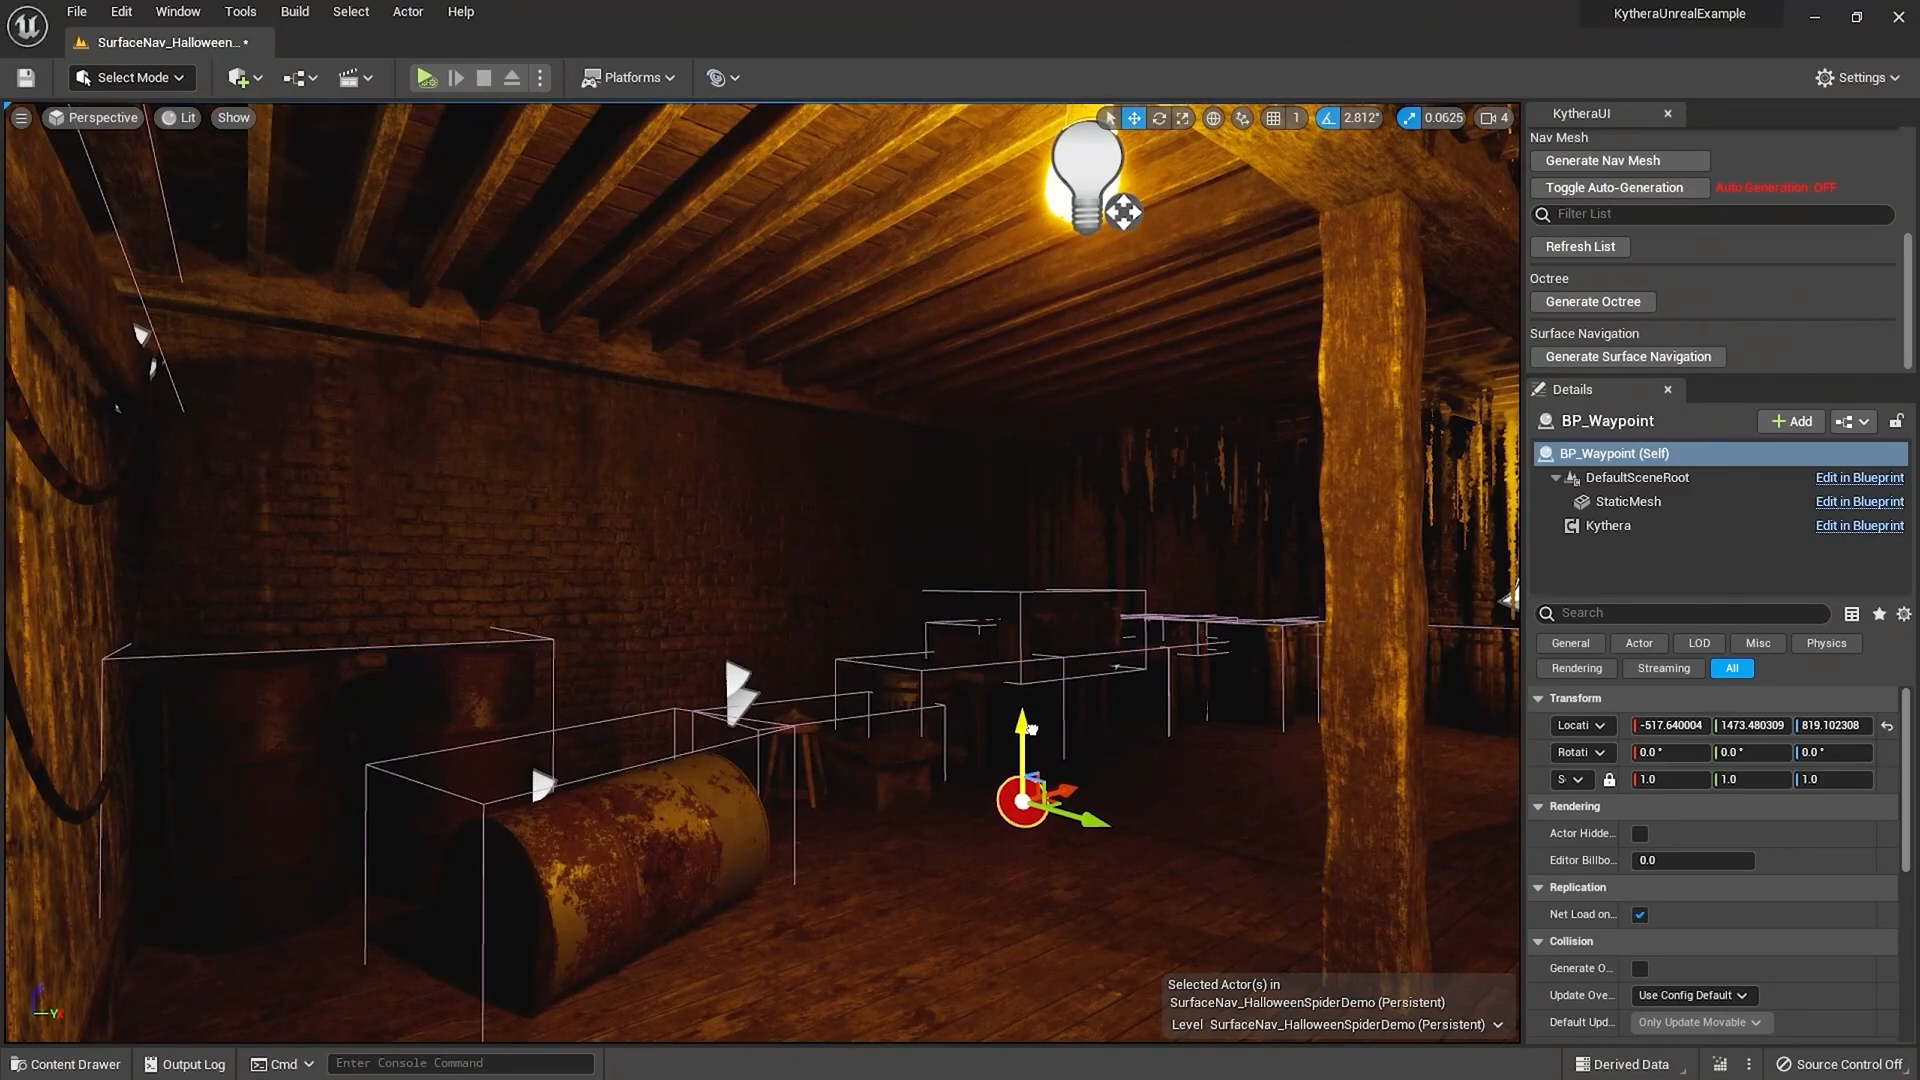 File Edit Window Tools Build Select Actor Help
KytheraUnrealExample
SurfaceNav_Halloween... •
Select Mode
Platforms
Settings
Perspective Lit Show
1 2.812° 0.0625 4
KytheraUI
Nav Mesh
Generate Nav Mesh
Toggle Auto-Generation Auto Generation: OFF
Filter List
Refresh List
Octree
Generate Octree
Surface Navigation
Generate Surface Navigation
Details
BP_Waypoint
Add
BP_Waypoint (Self)
DefaultSceneRoot Edit in Blueprint
StaticMesh Edit in Blueprint
Kythera Edit in Blueprint
Search
General Actor LOD Misc Physics
Rendering Streaming All
Transform
Locati -517.640004 1473.480309 819.102308
Rotati 0.0 ° 0.0 ° 0.0 °
S 1.0 1.0 1.0
Rendering
Actor Hidde...
Editor Billbo... 0.0
Replication
Net Load on...
Collision
Generate O...
Update Ove... Use Config Default
Default Upd... Only Update Movable
Selected Actor(s) in
SurfaceNav_HalloweenSpiderDemo (Persistent)
Level SurfaceNav_HalloweenSpiderDemo (Persistent)
Content Drawer Output Log Cmd Enter Console Command
Derived Data Source Control Off